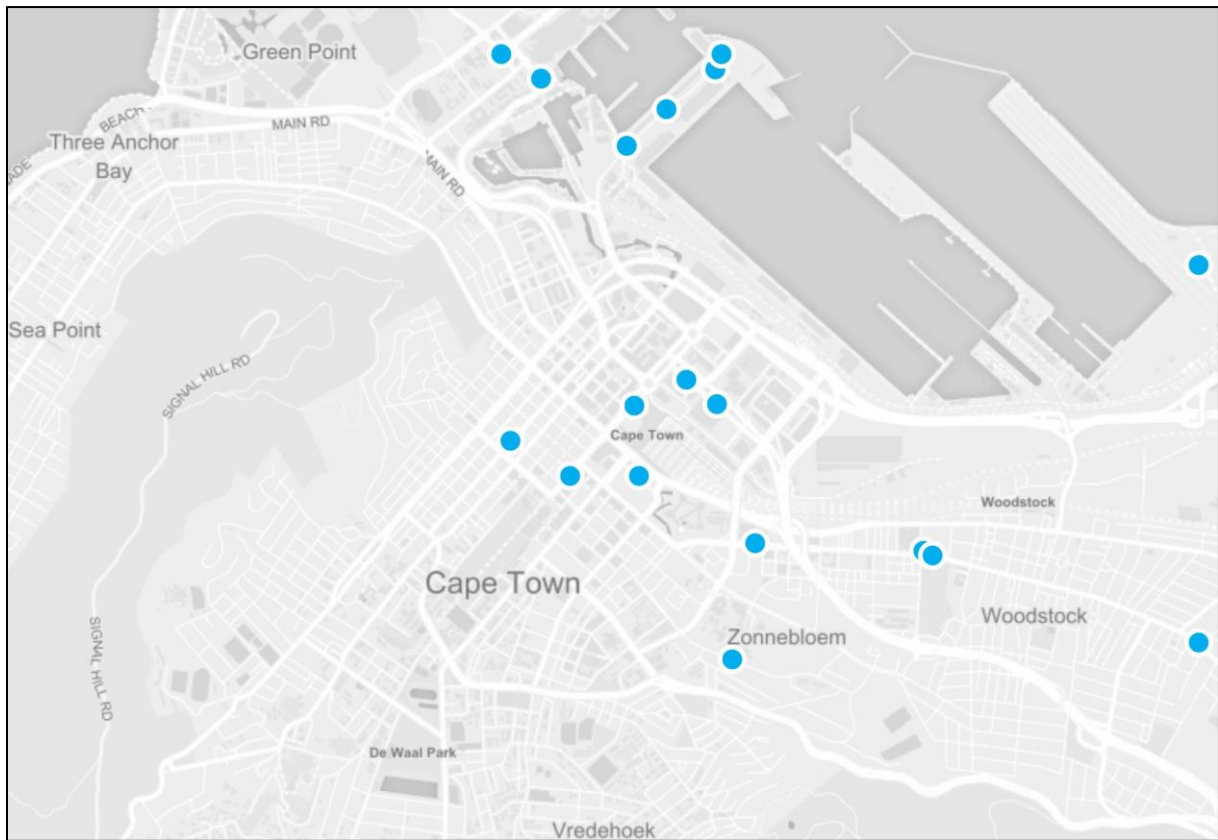 Green Point
BEACH
MAIN RD
Three Anchor
Bay
MAIN RD
Sea Point
SIGNAL HILL RD
Cape Town
Woodstock
Cape Town
Woodstock
Zonnebloem
SIGNAL HILL RD
De Waal Park
Vredehoek